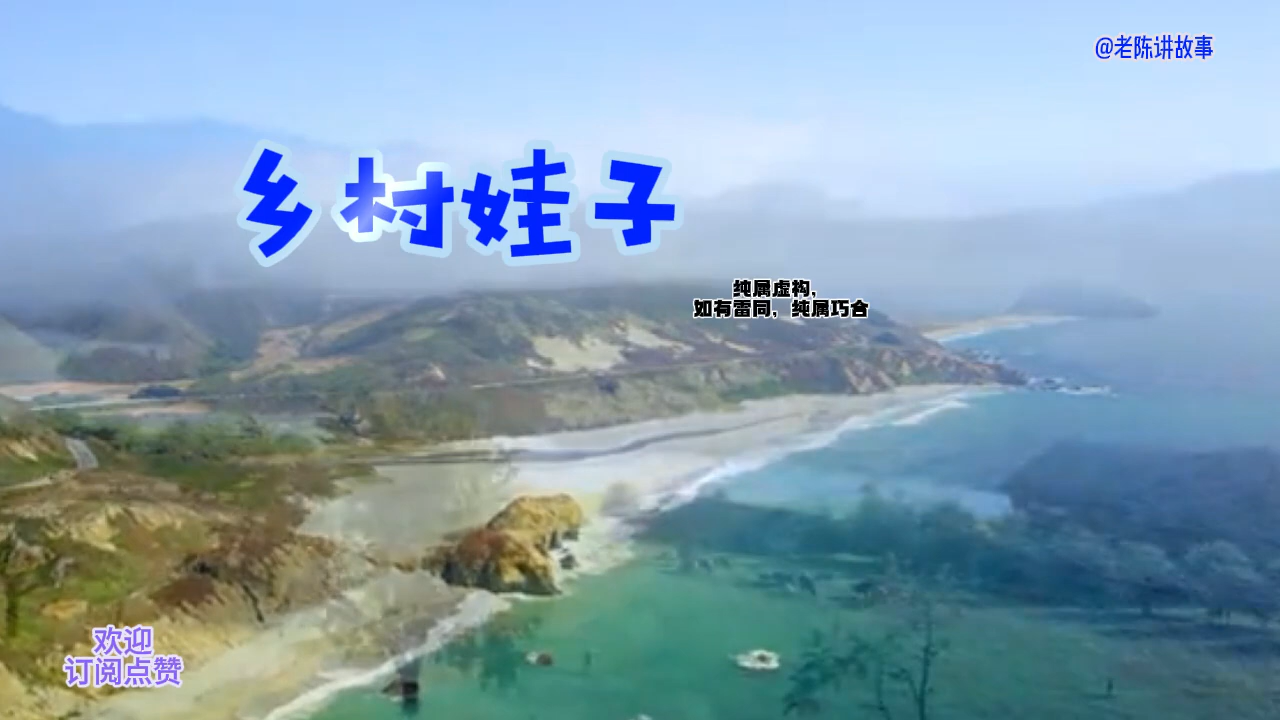 @老陈讲故事
乡村娃子
纯属虚构,
如有雷同,纯属巧合
欢迎
订阅点赞